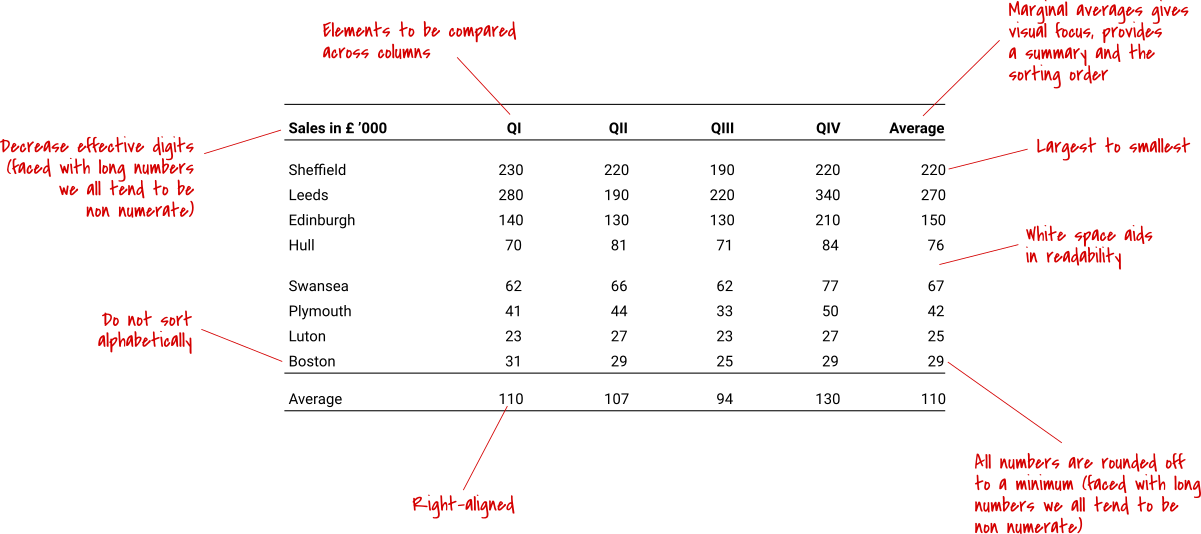 Elements to be compared
across columns
Marginal averages gives
visual focus, provides
a summary and the
sorting order
Decrease effective digits
(faced with long numbers
we all tend to be
non numerate)
Sales in £ '000 QI QII QIII QIV Average
Sheffield 230 220 190 220 220
Leeds 280 190 220 340 270
Edinburgh 140 130 130 210 150
Hull 70 81 71 84 76
Swansea 62 66 62 77 67
Plymouth 41 44 33 50 42
Luton 23 27 23 27 25
Boston 31 29 25 29 29
Average 110 107 94 130 110
Largest to smallest
White space aids
in readability
Do not sort
alphabetically
Right-aligned
All numbers are rounded off
to a minimum (faced with long
numbers we all tend to be
non numerate)